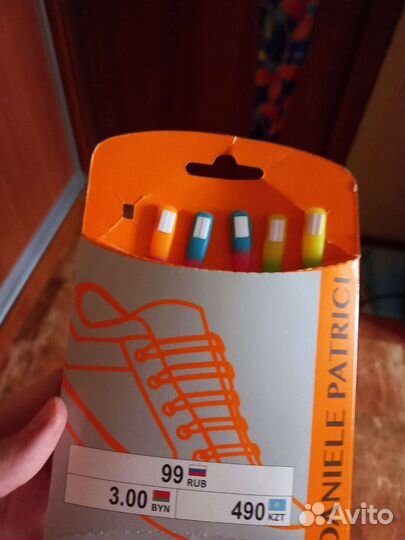 DANIELE PATRICI
99 RUB
3.00 BYN
490 KZT
Avito